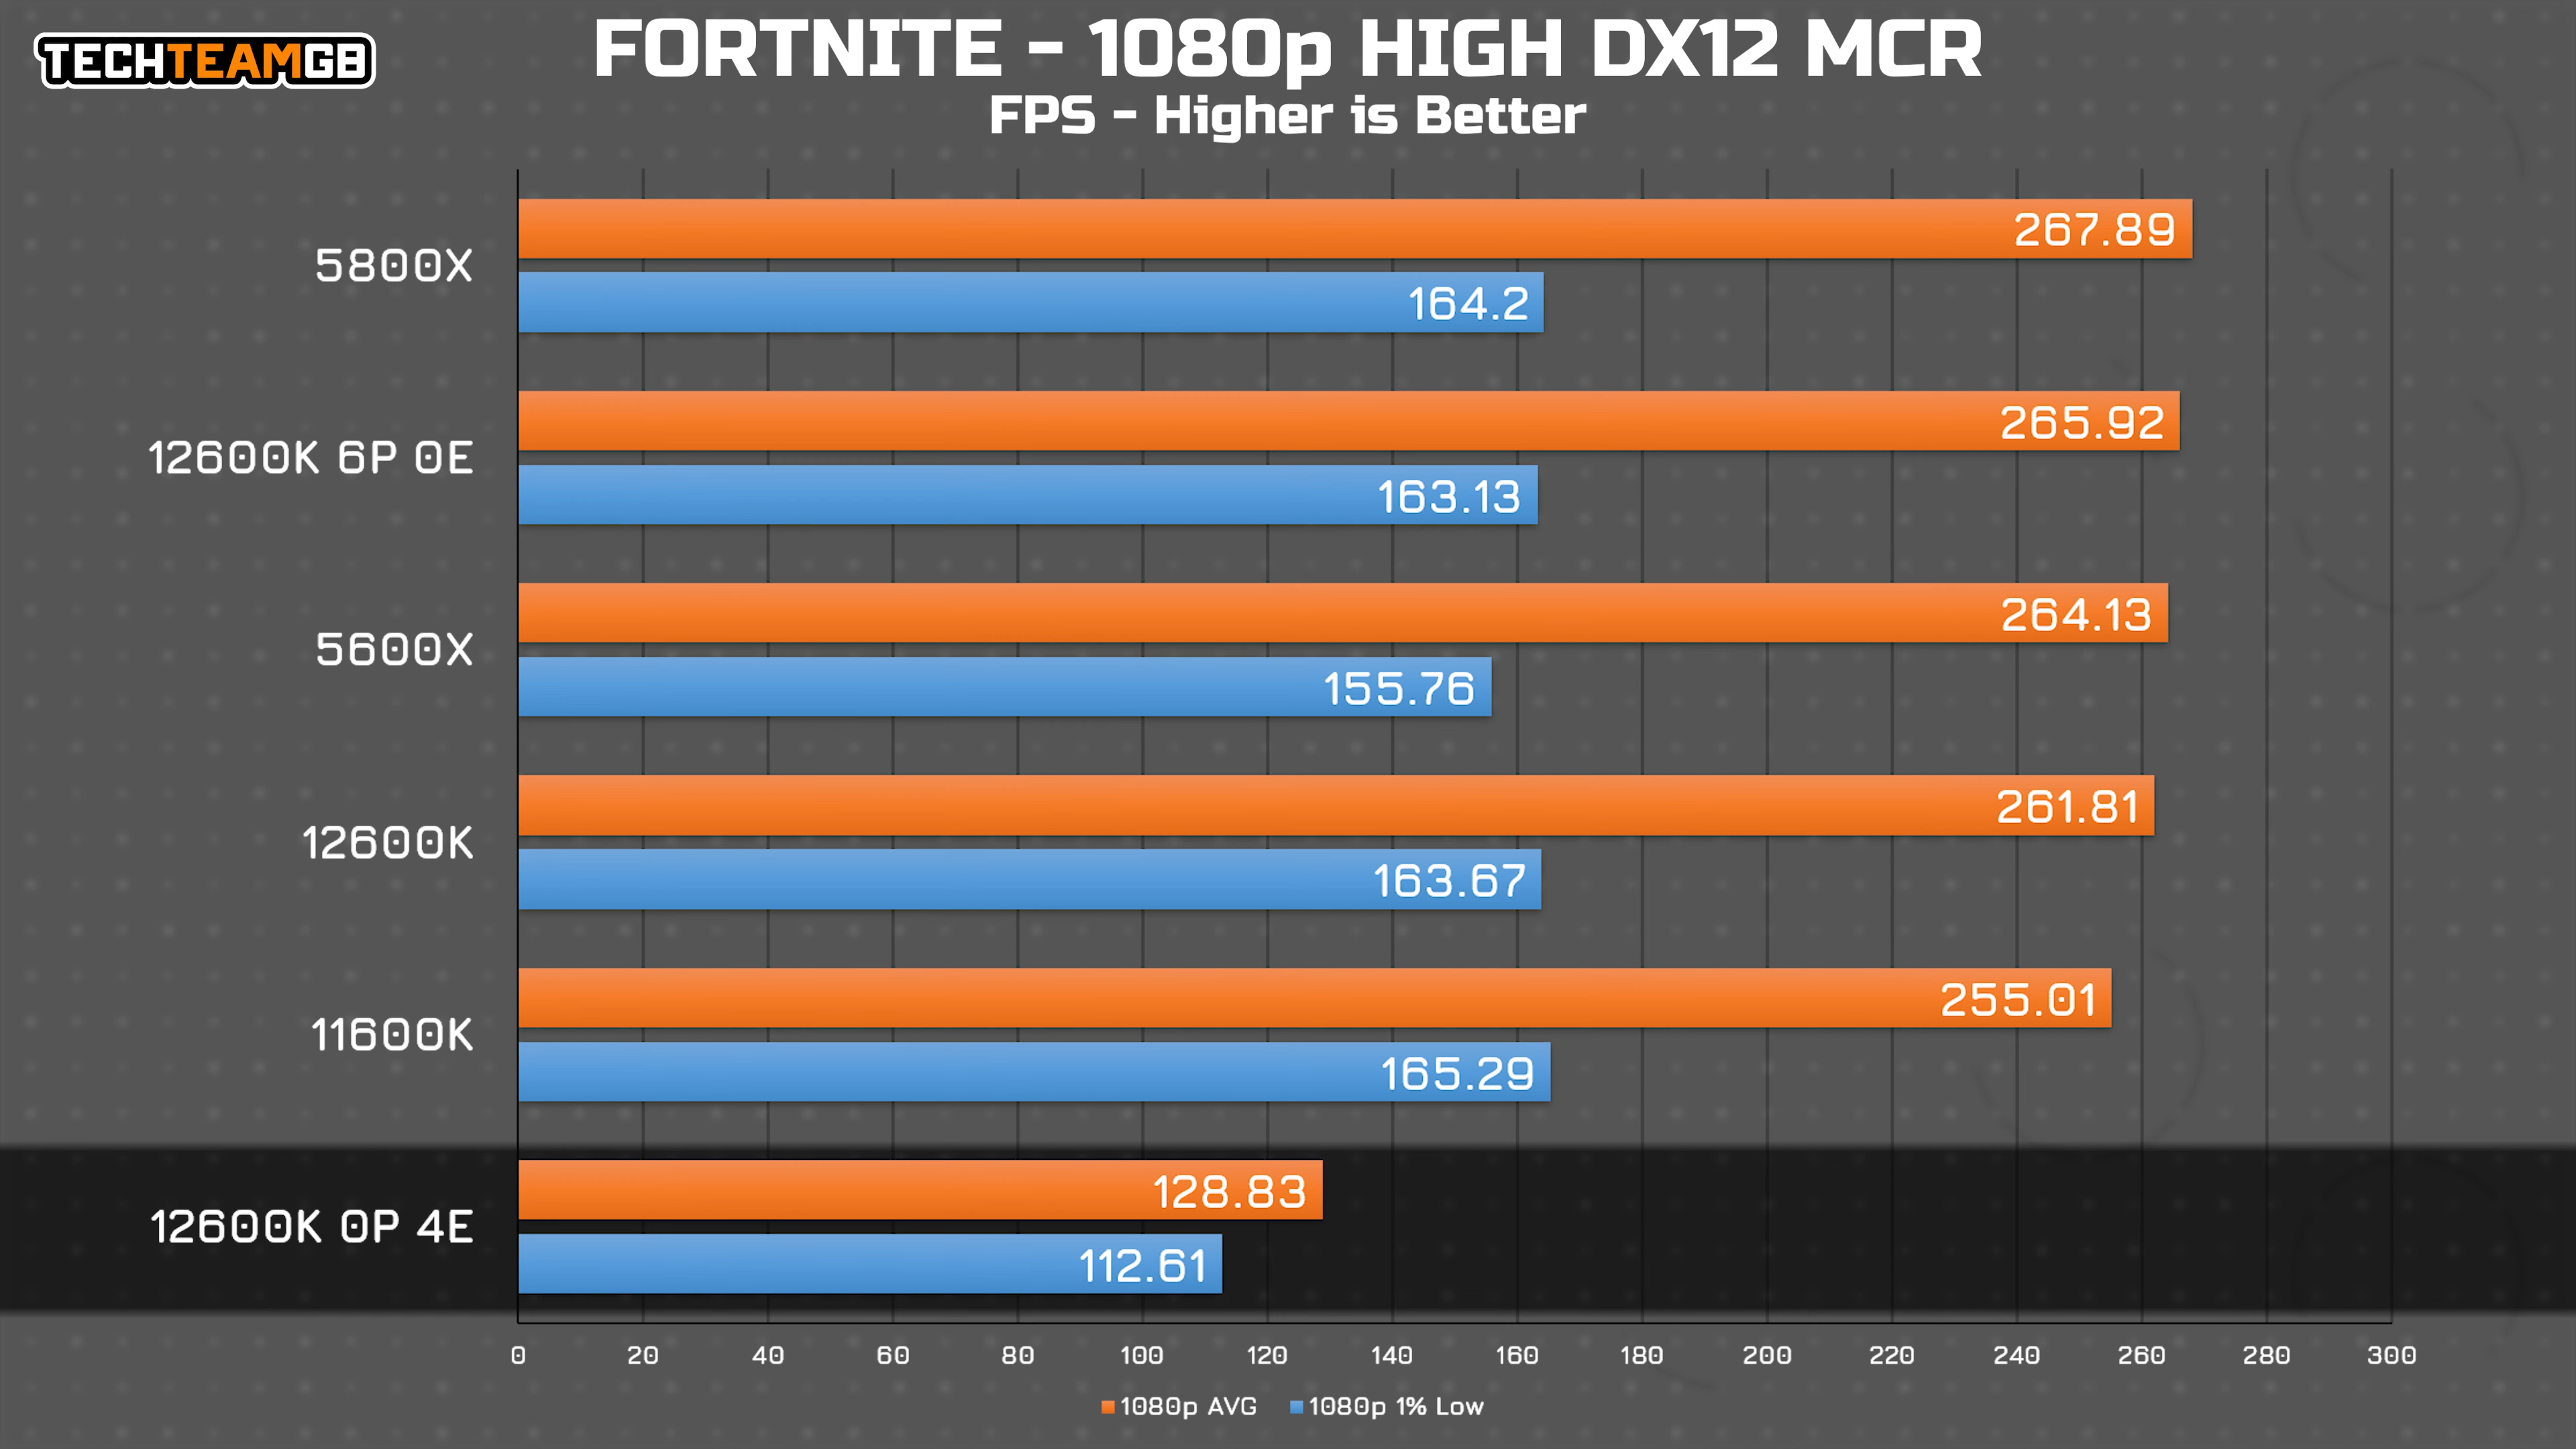 TECHTEAMGB
FORTNITE - 1080p HIGH DX12 MCR
FPS - Higher is Better
5800X
267.89
164.2
12600K 6P 0E
265.92
163.13
5600X
264.13
155.76
12600K
261.81
163.67
11600K
255.01
165.29
12600K 0P 4E
128.83
112.61
0 20 40 60 80 100 120 140 160 180 200 220 240 260 280 300
1080p AVG 1080p 1% Low